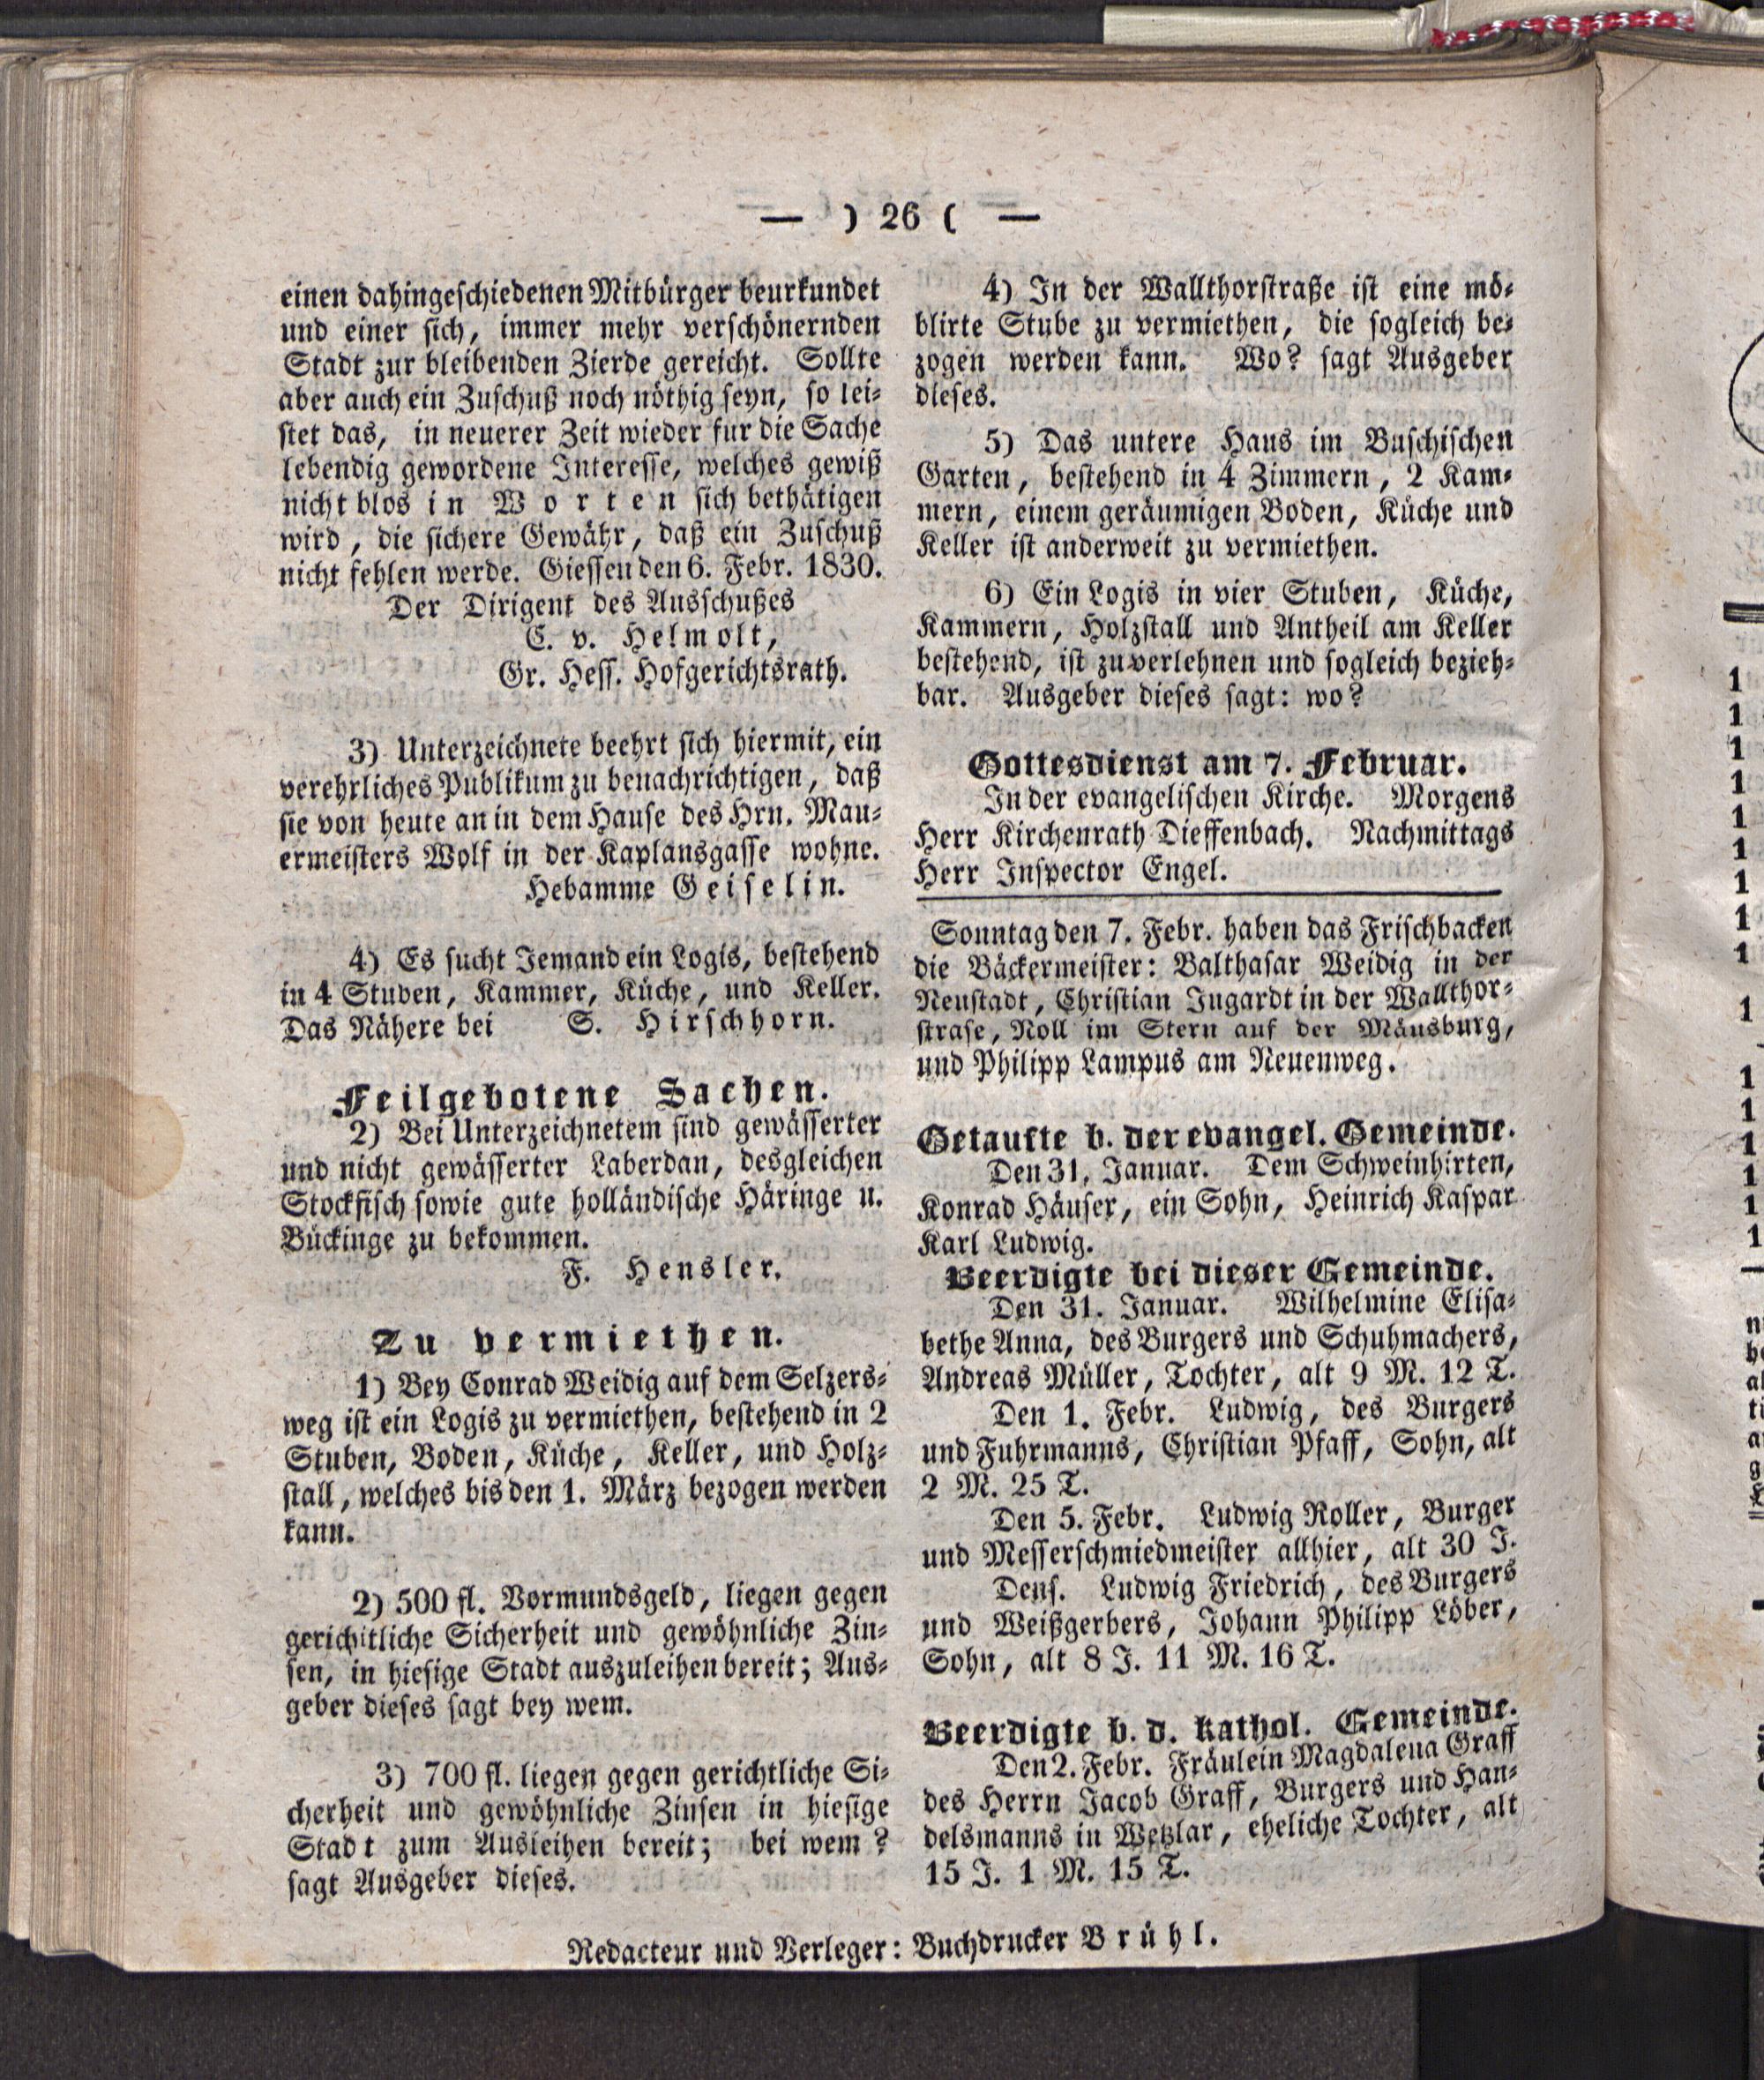 — ) 26 ( —
einen dahingeschiedenen Mitbürger beurkundet
und einer sich, immer mehr verschönernden
Stadt zur bleibenden Zierde gereicht. Sollte
aber auch ein Zuschuß noch nöthig seyn, so lei-
stet das, in neuerer Zeit wieder fur die Sache
lebendig gewordene Interesse, welches gewiß
nicht blos in Worten sich bethätigen
wird, die sichere Gewähr, daß ein Zuschuß
nicht fehlen werde. Giessen den 6. Febr. 1830.
Der Dirigent des Ausschußes
E. v. Helmolt,
Gr. Hess. Hofgerichtsrath.
3) Unterzeichnete beehrt sich hiermit, ein
verehrliches Publikum zu benachrichtigen, daß
sie von heute an in dem Hause des Hrn. Mau-
ermeisters Wolf in der Kaplansgasse wohne.
Hebamme Geiselin.
4) Es sucht Jemand ein Logis, bestehend
in 4 Stuben, Kammer, Küche, und Keller.
Das Nähere bei S. Hirschhorn.
Feilgebotene Sachen.
2) Bei Unterzeichnetem sind gewässerter
und nicht gewässerter Laberdan, desgleichen
Stockfisch sowie gute holländische Häringe u.
Bückinge zu bekommen.
F. Hensler.
Zu vermiethen.
1) Bey Conrad Weidig auf dem Selzers-
weg ist ein Logis zu vermiethen, bestehend in 2
Stuben, Boden, Küche, Keller, und Holz-
stall, welches bis den 1. März bezogen werden
kann.
2) 500 fl. Vormundsgeld, liegen gegen
gerichitliche Sicherheit und gewöhnliche Zin-
sen, in hiesige Stadt auszuleihen bereit; Aus-
geber dieses sagt bey wem.
3) 700 fl. liegen gegen gerichtliche Si-
cherheit und gewöhnliche Zinsen in hiesige
Stadt zum Ausleihen bereit; bei wem?
sagt Ausgeber dieses.
4) In der Wallthorstraße ist eine mö-
blirte Stube zu vermiethen, die sogleich be-
zogen werden kann. Wo? sagt Ausgeber
dieses.
5) Das untere Haus im Buschischen
Garten, bestehend in 4 Zimmern, 2 Kam-
mern, einem geräumigen Boden, Küche und
Keller ist anderweit zu vermiethen.
6) Ein Logis in vier Stuben, Küche,
Kammern, Holzstall und Antheil am Keller
bestehend, ist zu verlehnen und sogleich bezieh-
bar. Ausgeber dieses sagt: wo?
Gottesdienst am 7. Februar.
In der evangelischen Kirche. Morgens
Herr Kirchenrath Dieffenbach. Nachmittags
Herr Inspector Engel.
Sonntag den 7. Febr. haben das Frischbacken
die Bäckermeister: Balthasar Weidig in der
Neustadt, Christian Jugardt in der Wallthor-
strase, Noll im Stern auf der Mäusburg,
und Philipp Lampus am Neuenweg.
Getaufte b. der evangel. Gemeinde.
Den 31. Januar. Dem Schweinhirten,
Konrad Häuser, ein Sohn, Heinrich Kaspar
Karl Ludwig.
Beerdigte bei dieser Gemeinde.
Den 31. Januar. Wilhelmine Elisa-
bethe Anna, des Burgers und Schuhmachers,
Andreas Müller, Tochter, alt 9 M. 12 T.
Den 1. Febr. Ludwig, des Burgers
und Fuhrmanns, Christian Pfaff, Sohn, alt
2 M. 25 T.
Den 5. Febr. Ludwig Roller, Burger
und Messerschmiedmeister allhier, alt 30 J.
Dens. Ludwig Friedrich, des Burgers
und Weißgerbers, Johann Philipp Löber,
Sohn, alt 8 J. 11 M. 16 T.
Beerdigte b. d. kathol. Gemeinde.
Den 2. Febr. Fräulein Magdalena Graff
des Herrn Jacob Graff, Burgers und Han-
delsmanns in Wetzlar, eheliche Tochter, alt
15 J. 1 M. 15 T.
Redacteur und Verleger: Buchdrucker Brühl.